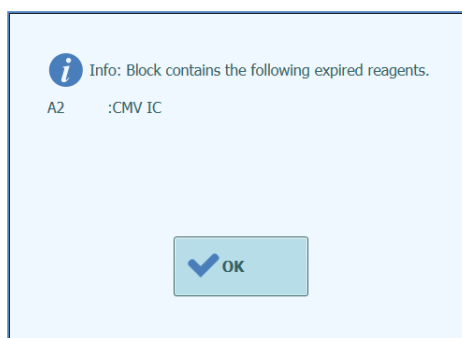 Info: Block contains the following expired reagents.
A2 :CMV IC
OK